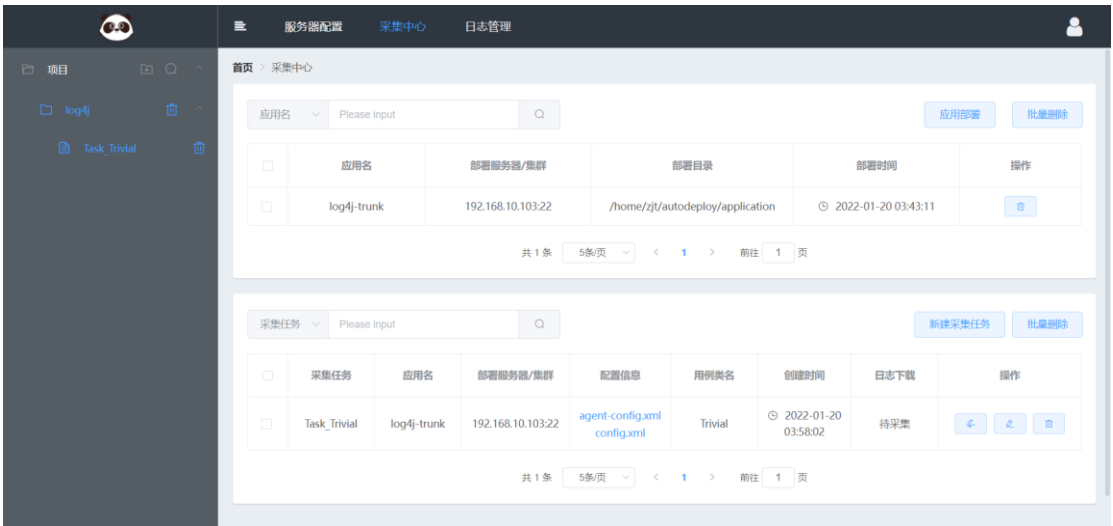 服务器配置 采集中心 日志管理
项目
log4j
Task_Trivial
首页 > 采集中心
应用名 Please input 应用部署 批量删除
应用名 部署服务器/集群 部署目录 部署时间 操作
log4j-trunk 192.168.10.103:22 /home/zjt/autodeploy/application 2022-01-20 03:43:11
共 1 条 5条/页 < 1 > 前往 1 页
采集任务 Please input 新建采集任务 批量删除
采集任务 应用名 部署服务器/集群 配置信息 用例类名 创建时间 日志下载 操作
Task_Trivial log4j-trunk 192.168.10.103:22 agent-config.xml Trivial 2022-01-20 待采集
config.xml 03:58:02
共 1 条 5条/页 < 1 > 前往 1 页